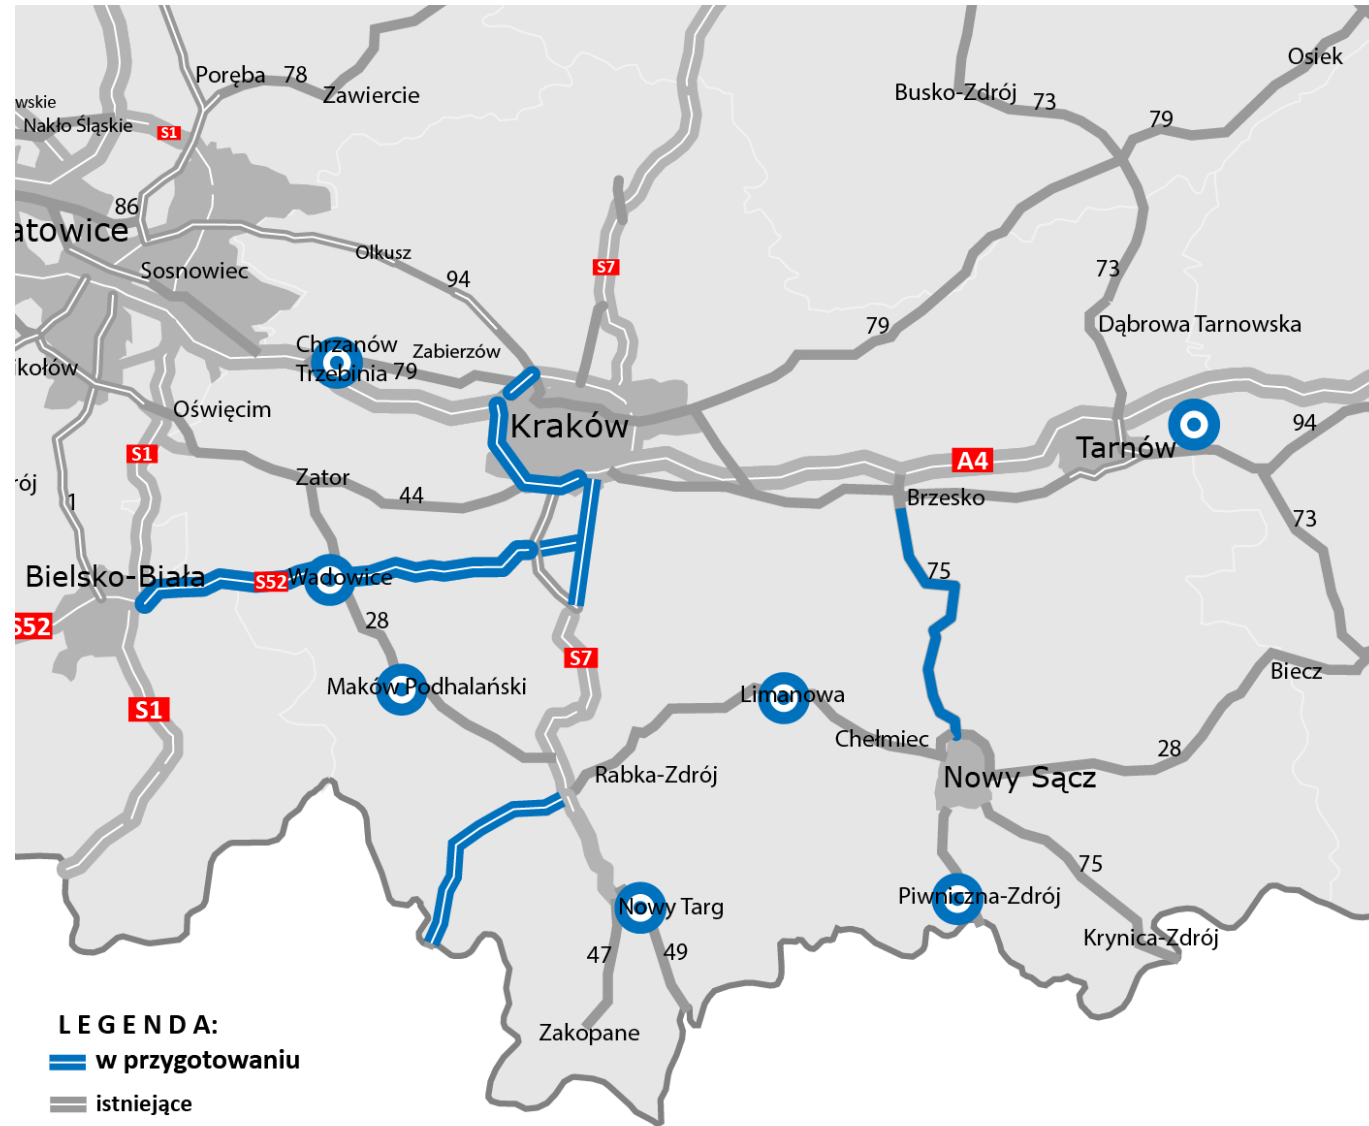 Osiek
Poręba
78
Zawiercie
Busko-Zdrój
73
wskie
79
Nakło Śląskie
S1
86
atowice
Olkusz
Sosnowiec
94
S7
73
79
Dąbrowa Tarnowska
Chrzanów
Zabierzów
Trzebinia
79
ikołów
Oświęcim
Kraków
94
Tarnów
S1
A4
Zator
rój
44
1
Brzesko
73
Bielsko-Biała
S52
Wadowice
75
S52
28
S7
Biecz
Maków Podhalański
Limanowa
S1
Chełmiec
28
Rabka-Zdrój
Nowy Sącz
75
Piwniczna-Zdrój
Nowy Targ
Krynica-Zdrój
47
49
Zakopane
LEGENDA:
w przygotowaniu
istniejące